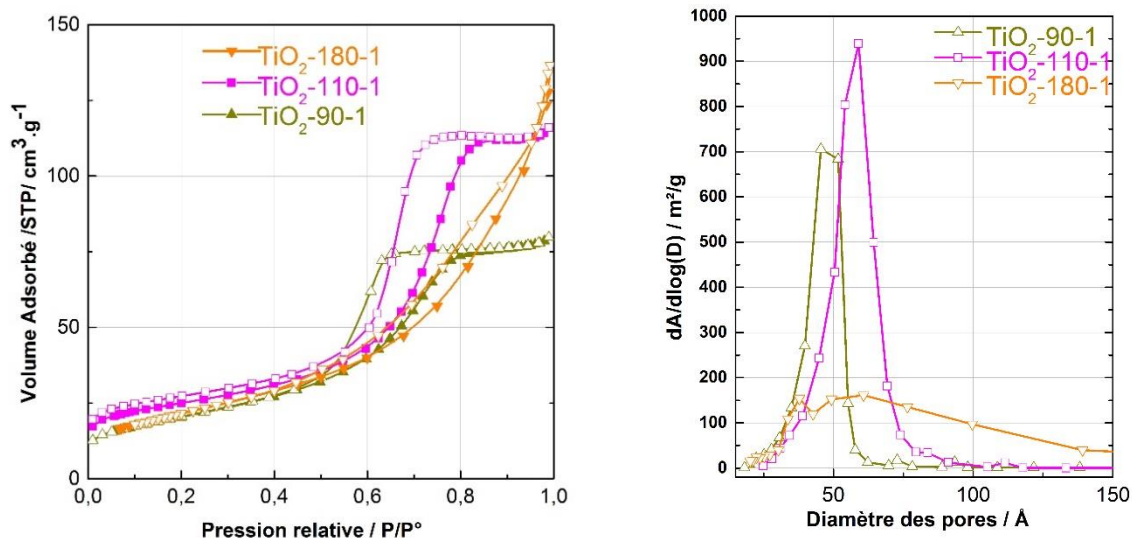 150
100
50
0
0,0 0,2 0,4 0,6 0,8 1,0
Volume Adsorbé /STP/ cm³.g⁻¹
Pression relative / P/P°
TiO₂-180-1
TiO₂-110-1
TiO₂-90-1
1000
900
800
700
600
500
400
300
200
100
0
50 100 150
dA/dlog(D) / m²/g
Diamètre des pores / Å
TiO₂-90-1
TiO₂-110-1
TiO₂-180-1